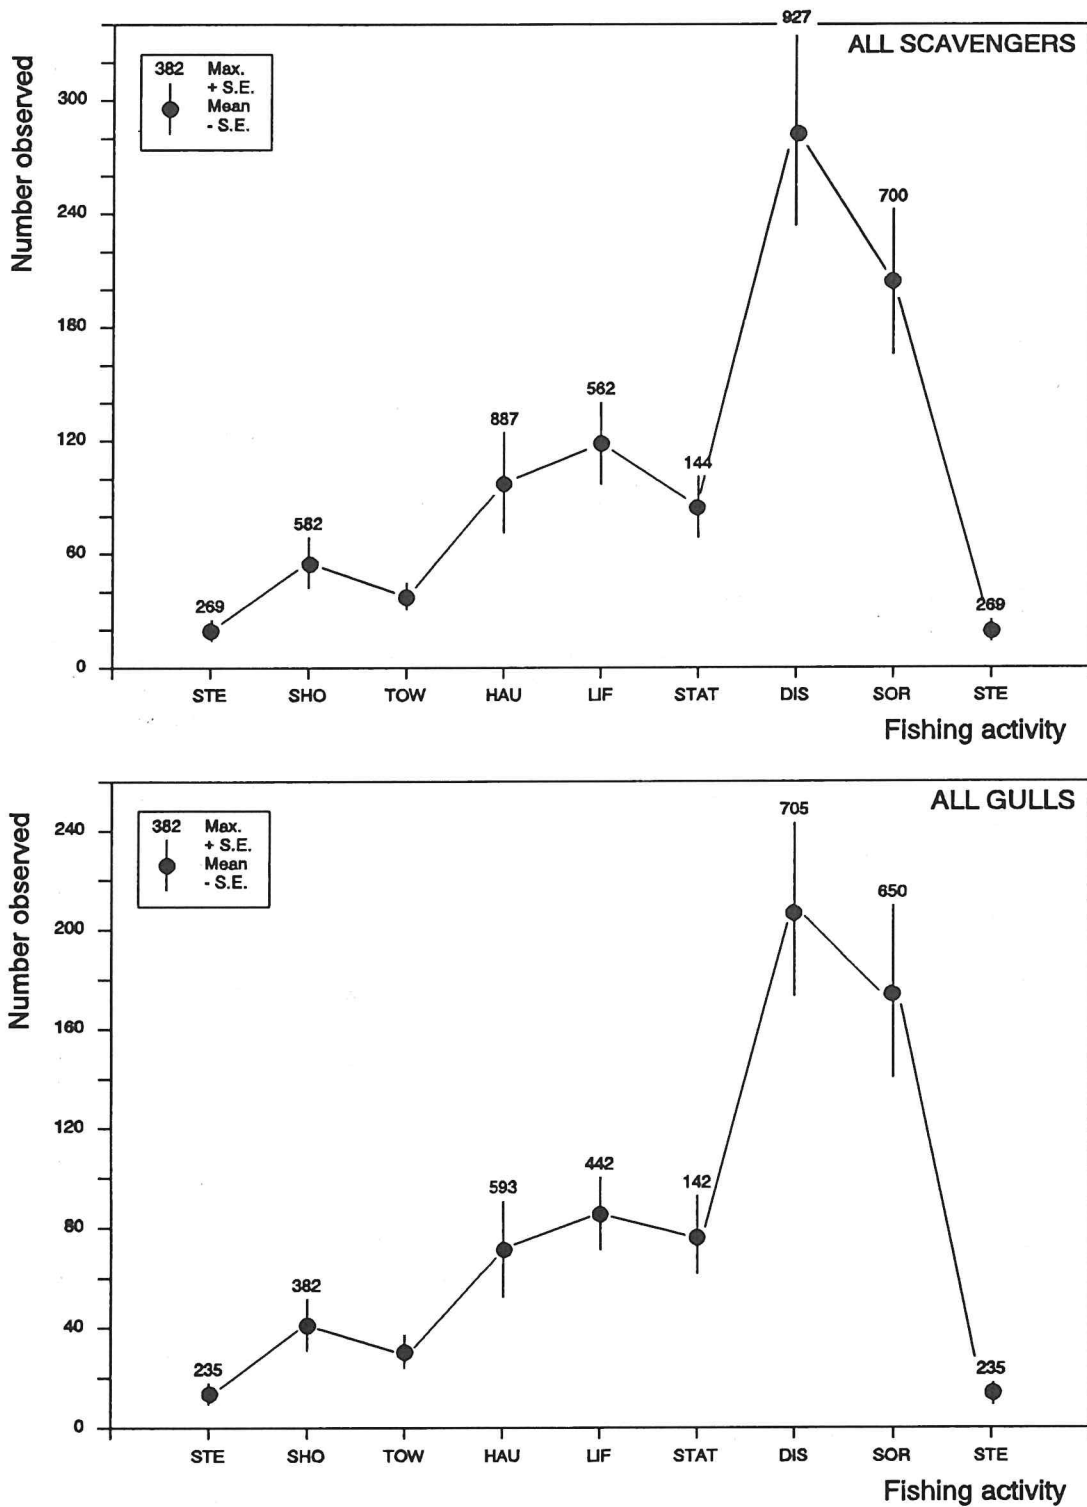 927
ALL SCAVENGERS
382 Max.
+ S.E.
Mean
- S.E.
Number observed
300
240
180
120
60
0
269
582
887
562
144
700
269
STE SHO TOW HAU LIF STAT DIS SOR STE
Fishing activity
ALL GULLS
382 Max.
+ S.E.
Mean
- S.E.
Number observed
240
200
160
120
80
40
0
235
382
593
442
142
705
650
235
STE SHO TOW HAU LIF STAT DIS SOR STE
Fishing activity